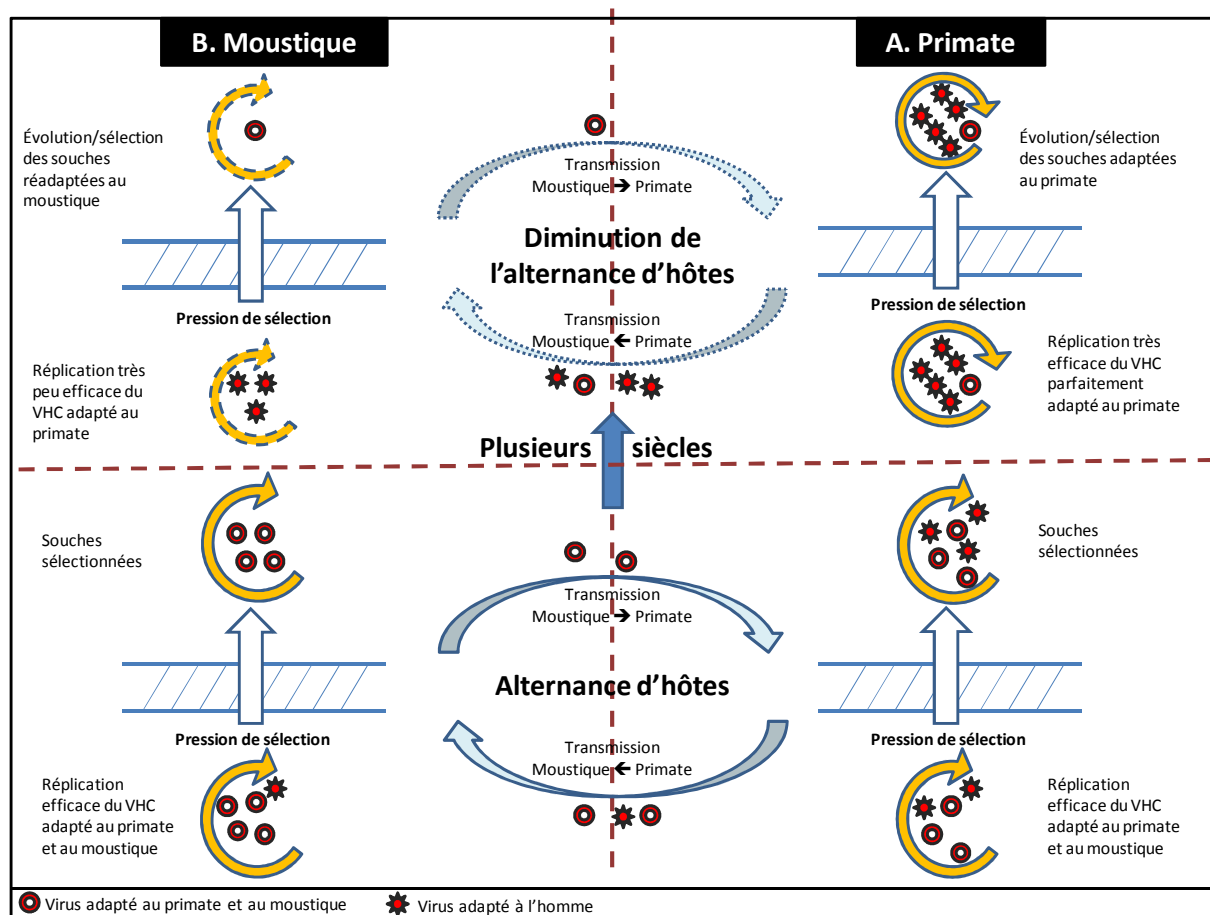 B. Moustique
A. Primate
Évolution/sélection
des souches
réadaptées au
moustique
Transmission
Moustique → Primate
Évolution/sélection
des souches adaptées
au primate
Diminution de
l'alternance d'hôtes
Pression de sélection
Transmission
Moustique ← Primate
Pression de sélection
Réplication très
peu efficace du
VHC adapté au
primate
Réplication très
efficace du VHC
parfaitement
adapté au primate
Plusieurs siècles
Souches
sélectionnées
Souches
sélectionnées
Transmission
Moustique → Primate
Alternance d'hôtes
Pression de sélection
Transmission
Moustique ← Primate
Pression de sélection
Réplication
efficace du VHC
adapté au primate
et au moustique
Réplication
efficace du VHC
adapté au primate
et au moustique
Virus adapté au primate et au moustique
Virus adapté à l'homme